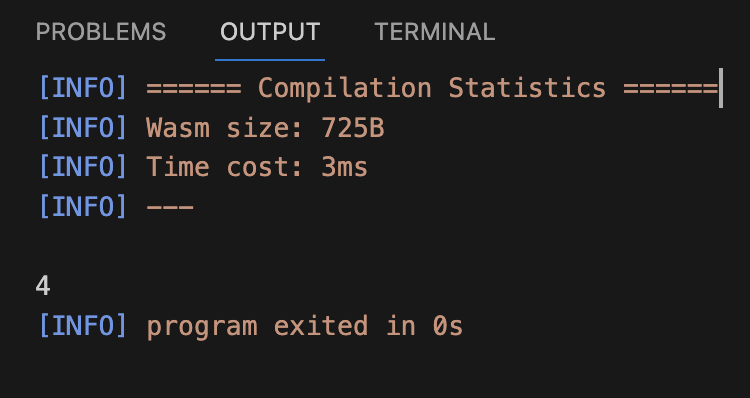 PROBLEMS OUTPUT TERMINAL
[INFO] ====== Compilation Statistics ======
[INFO] Wasm size: 725B
[INFO] Time cost: 3ms
[INFO] ---
4
[INFO] program exited in 0s